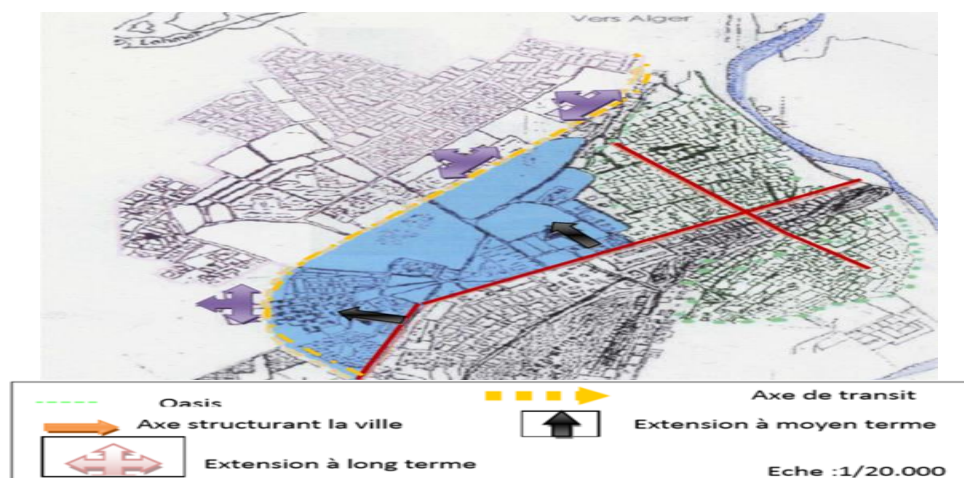 Vers Alger
Oasis
Axe de transit
Axe structurant la ville
Extension à moyen terme
Extension à long terme
Eche :1/20.000